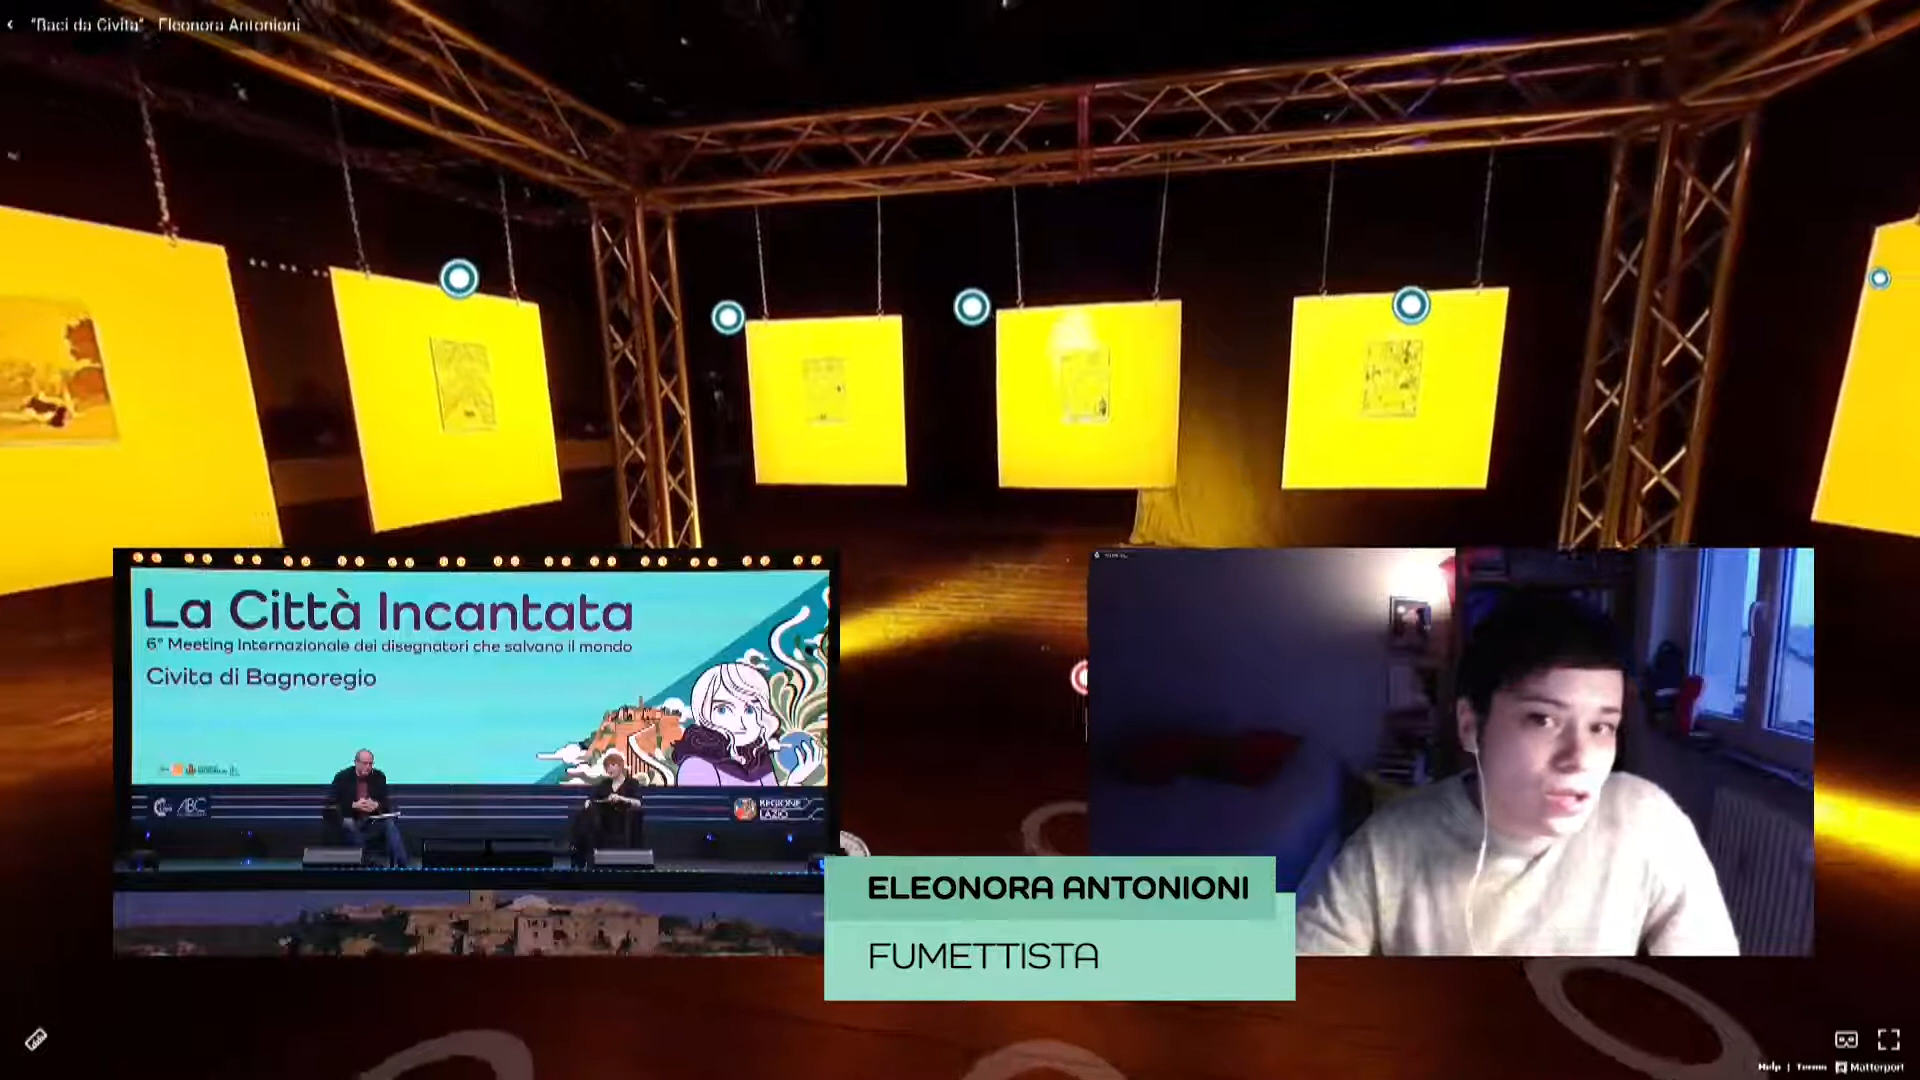 "Baci da Civita" Eleonora Antonioni
La Città Incantata
6° Meeting Internazionale dei disegnatori che salvano il mondo
Civita di Bagnoregio
ABC
REGIONE
LAZIO
ELEONORA ANTONIONI
FUMETTISTA
Help | Terms Matterport